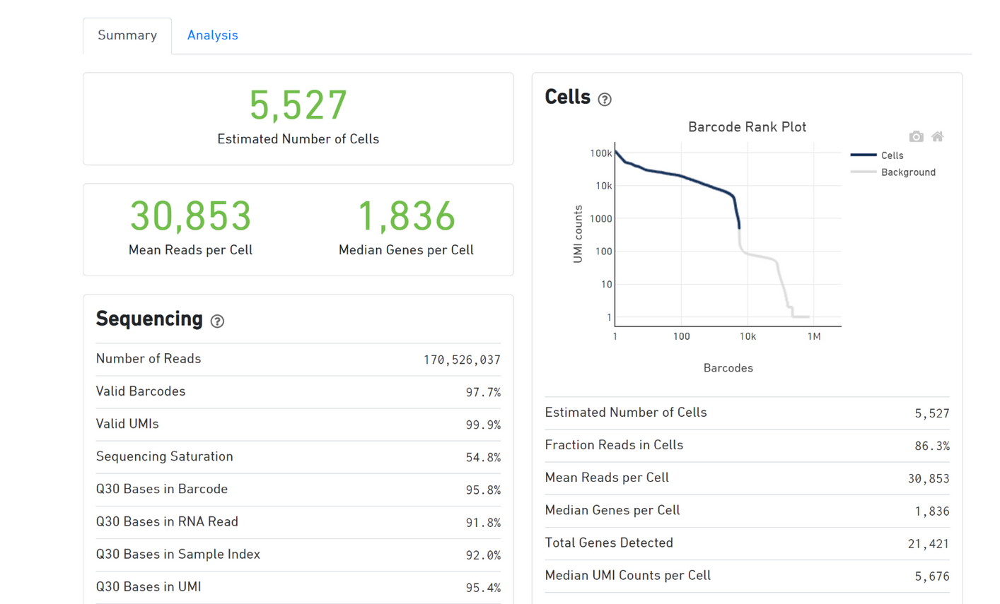 Summary
Analysis
5,527
Estimated Number of Cells
30,853
Mean Reads per Cell
1,836
Median Genes per Cell
Sequencing ?
Number of Reads 170,526,037
Valid Barcodes 97.7%
Valid UMIs 99.9%
Sequencing Saturation 54.8%
Q30 Bases in Barcode 95.8%
Q30 Bases in RNA Read 91.8%
Q30 Bases in Sample Index 92.0%
Q30 Bases in UMI 95.4%
Cells ?
Barcode Rank Plot
Cells
Background
UMI counts
100k
10k
1000
100
10
1
1 100 10k 1M
Barcodes
Estimated Number of Cells 5,527
Fraction Reads in Cells 86.3%
Mean Reads per Cell 30,853
Median Genes per Cell 1,836
Total Genes Detected 21,421
Median UMI Counts per Cell 5,676